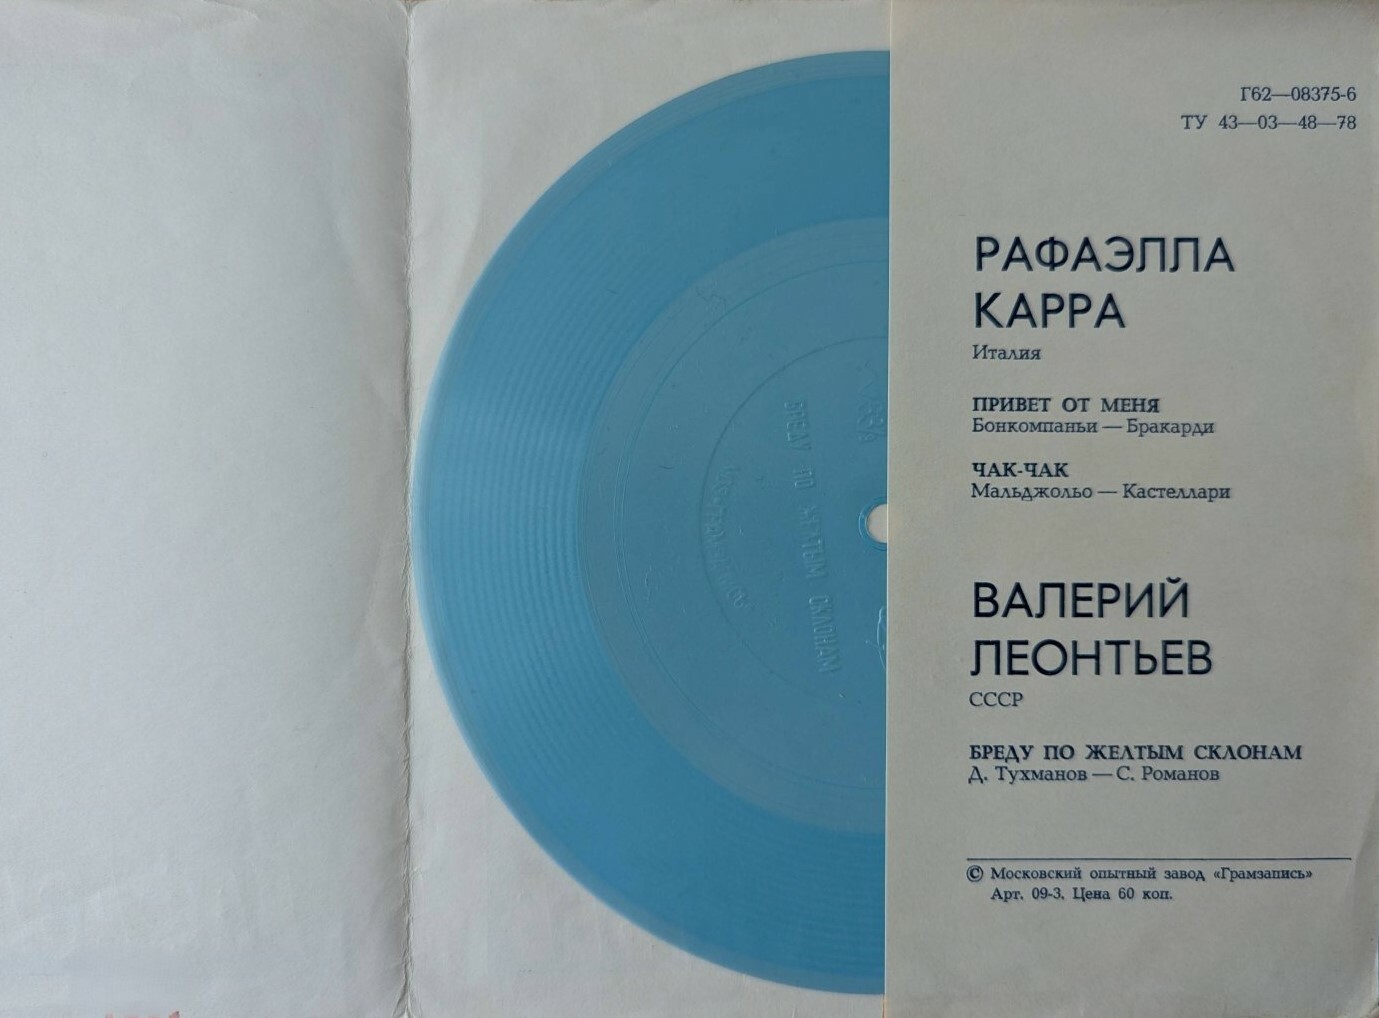 Г62—08375-6
ТУ 43—03—48—78
РАФАЭЛЛА
КАРРА
Италия
ПРИВЕТ ОТ МЕНЯ
Бонкомпаньи — Бракарди
ЧАК-ЧАК
Мальджольо — Кастеллари
ВАЛЕРИЙ
ЛЕОНТЬЕВ
СССР
БРЕДУ ПО ЖЕЛТЫМ СКЛОНАМ
Д. Тухманов — С. Романов
© Московский опытный завод «Грамзапись»
Арт. 09-3. Цена 60 коп.
БРЕДУ ПО ЖЕЛТЫМ СКЛОНАМ